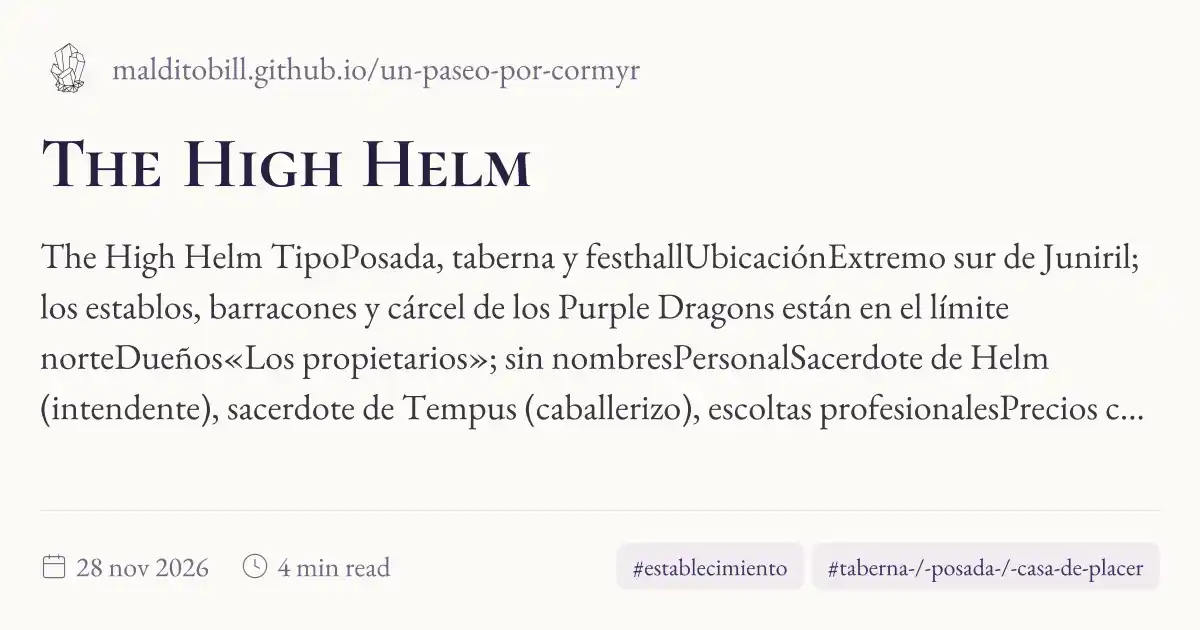 malditobill.github.io/un-paseo-por-cormyr
The High Helm
The High Helm TipoPosada, taberna y festhallUbicaciónExtremo sur de Juniril;
los establos, barracones y cárcel de los Purple Dragons están en el límite
norteDueños«Los propietarios»; sin nombresPersonalSacerdote de Helm
(intendente), sacerdote de Tempus (caballerizo), escoltas profesionalesPrecios c...
28 nov 2026 4 min read #establecimiento #taberna-/-posada-/-casa-de-placer